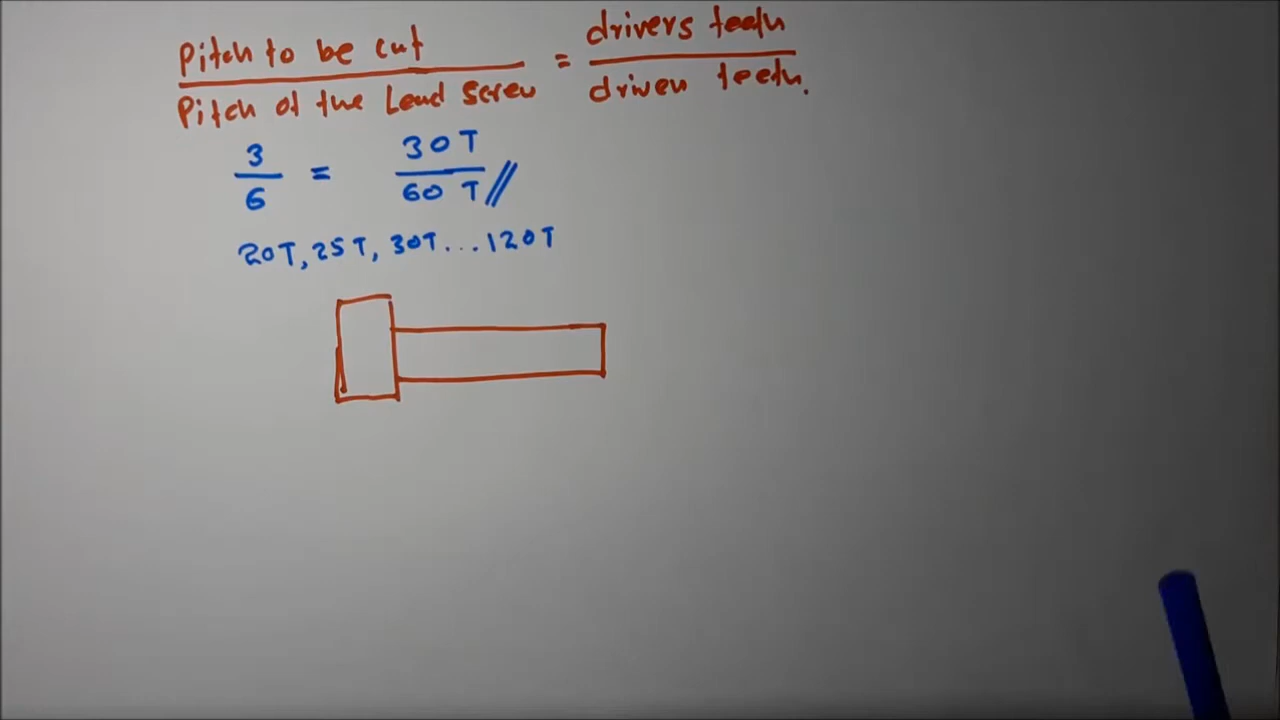 Pitch to be cut = drivers teeth
Pitch of the Lead Screw driven teeth.
3 = 30T
6 60 T //
20T, 25T, 30T...120T